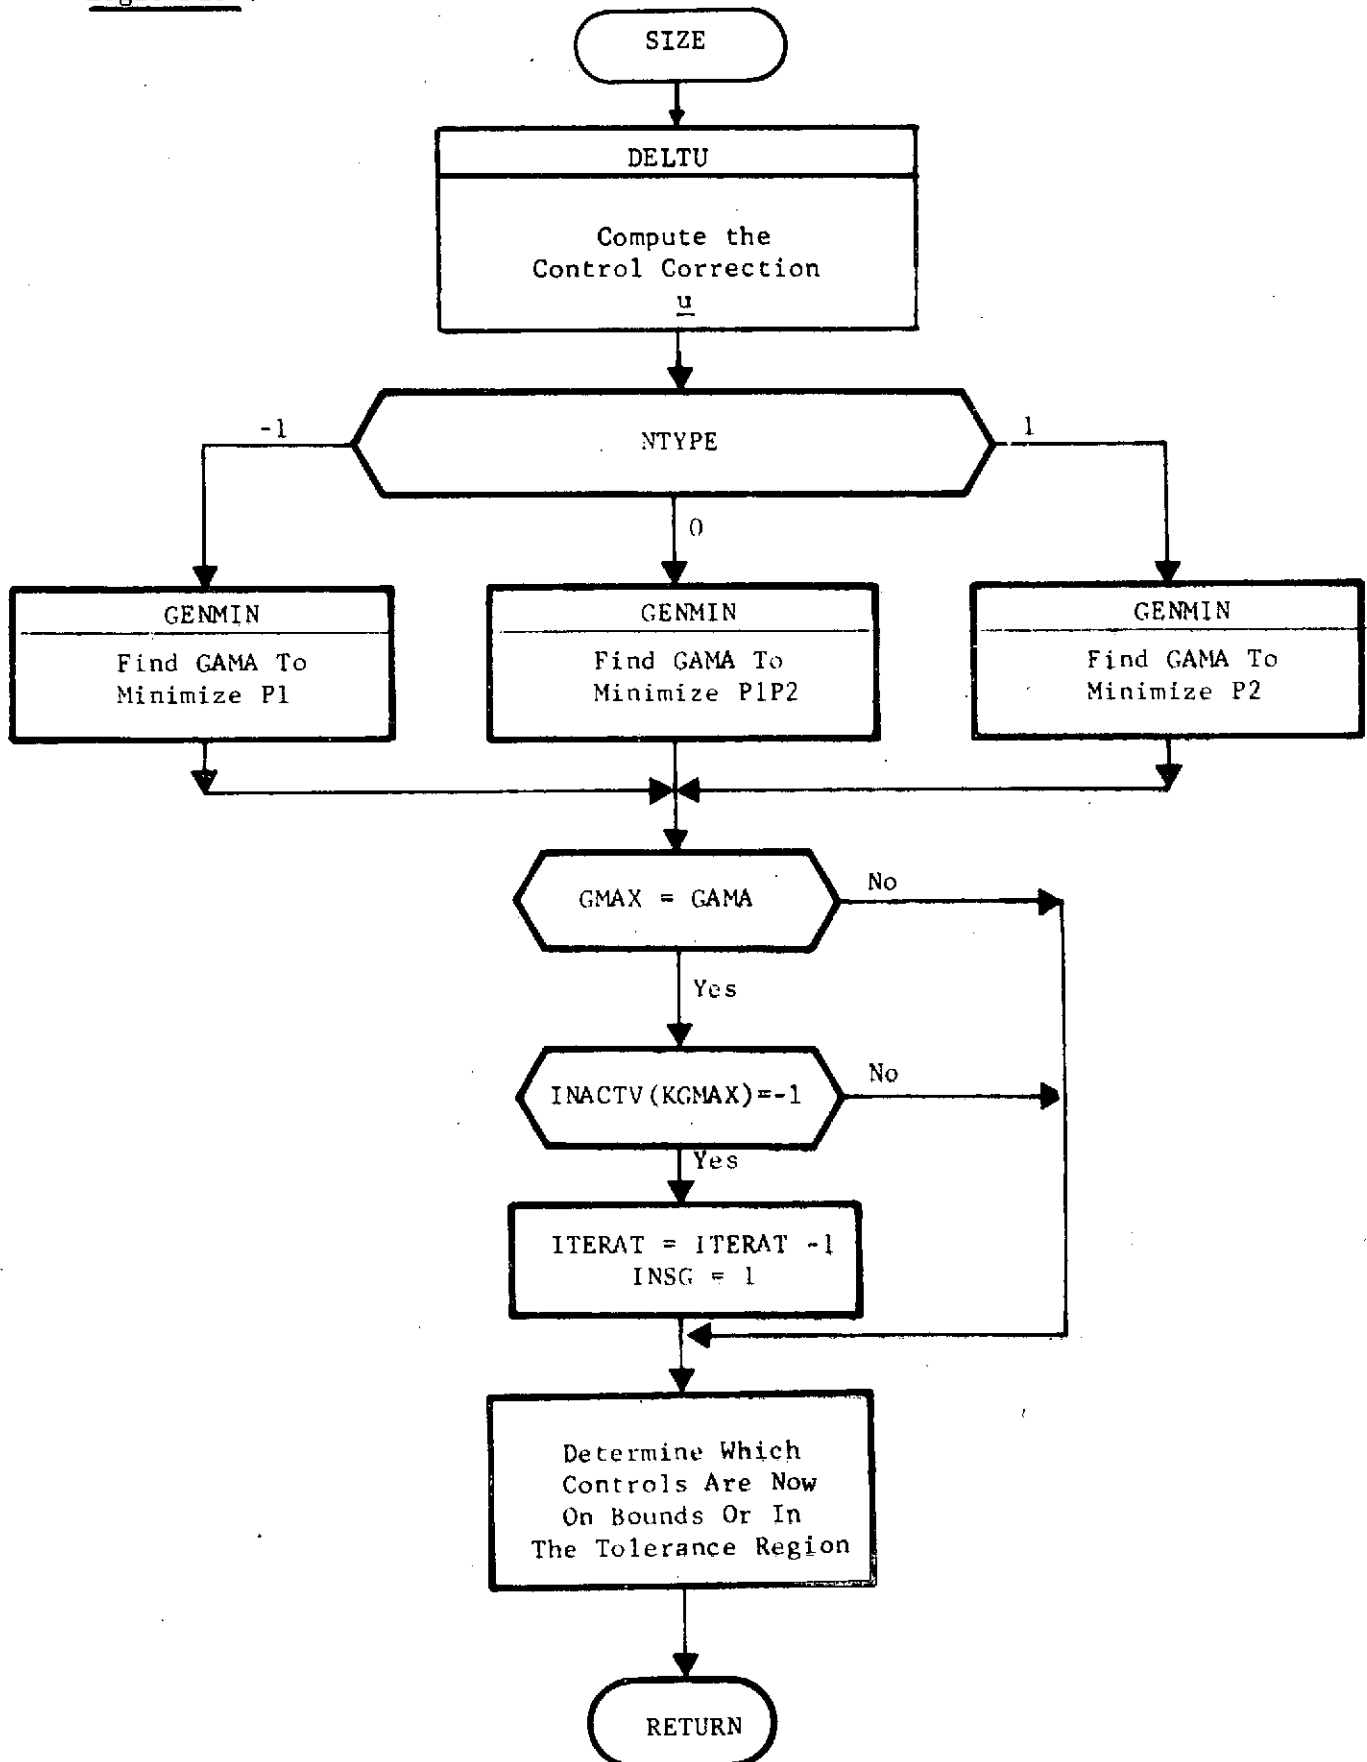 SIZE
DELTU
Compute the
Control Correction
u
NTYPE
-1
1
0
GENMIN
Find GAMA To
Minimize P1
GENMIN
Find GAMA To
Minimize P1P2
GENMIN
Find GAMA To
Minimize P2
GMAX = GAMA
No
Yes
INACTV(KGMAX)=-1
No
Yes
ITERAT = ITERAT -1
INSG = 1
Determine Which
Controls Are Now
On Bounds Or In
The Tolerance Region
RETURN